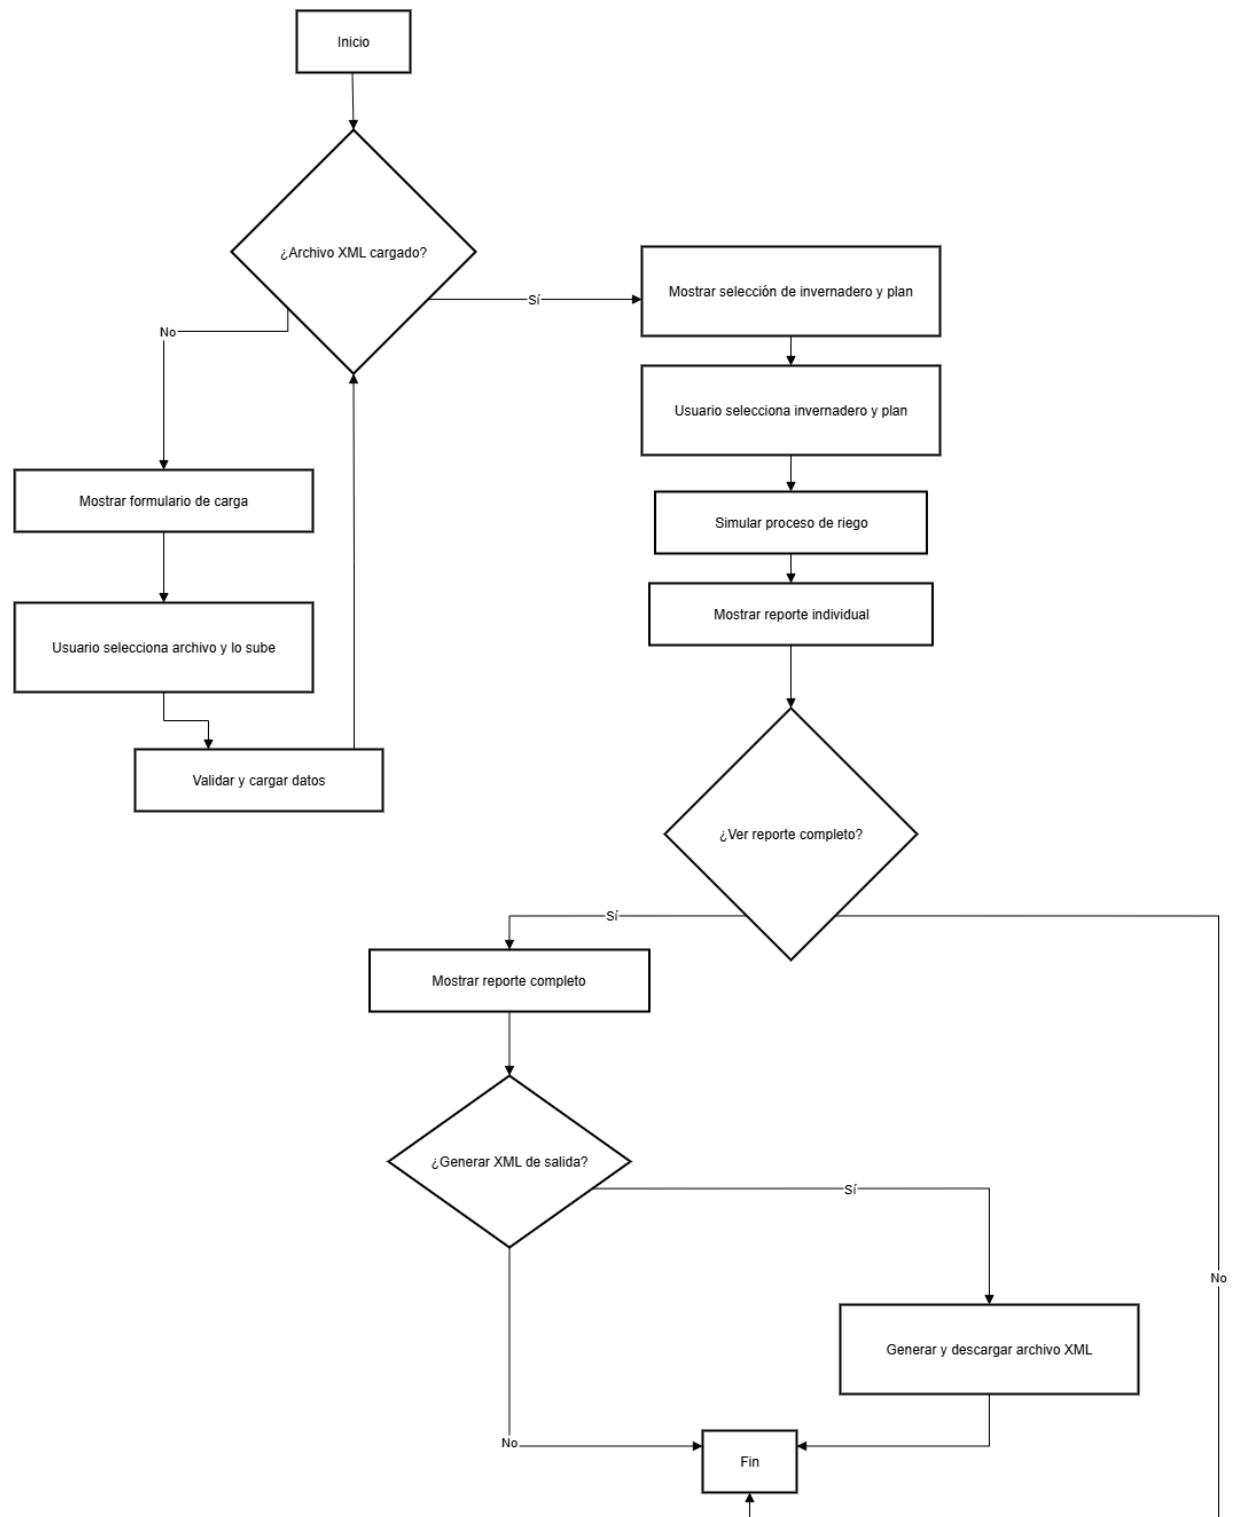 Inicio
¿Archivo XML cargado?
Sí
Mostrar selección de invernadero y plan
No
Usuario selecciona invernadero y plan
Mostrar formulario de carga
Simular proceso de riego
Mostrar reporte individual
Usuario selecciona archivo y lo sube
Validar y cargar datos
¿Ver reporte completo?
Sí
Mostrar reporte completo
¿Generar XML de salida?
Sí
No
Generar y descargar archivo XML
No
Fin